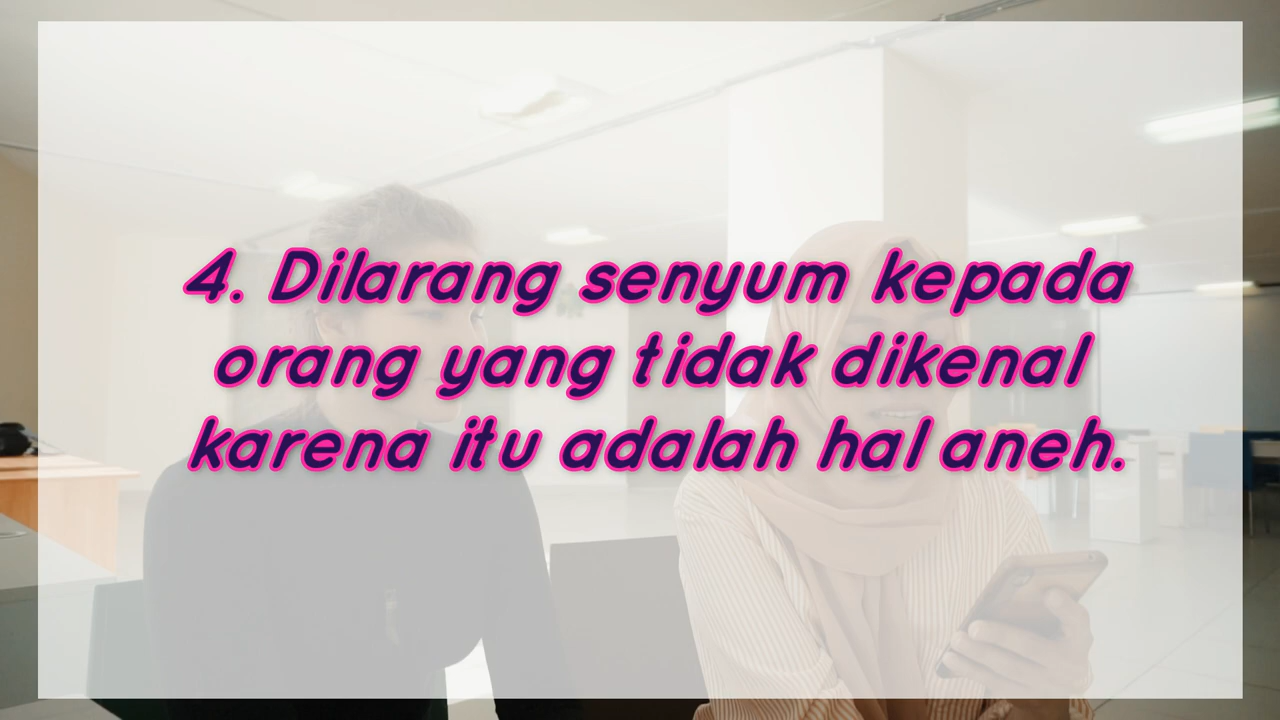 4. Dilarang senyum kepada
orang yang tidak dikenal
karena itu adalah hal aneh.